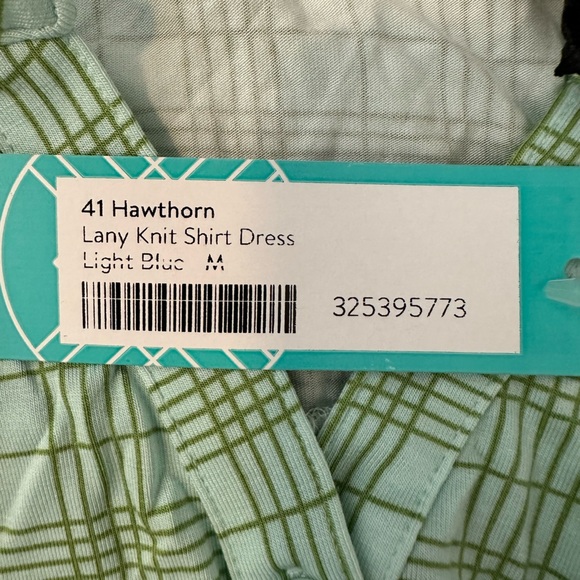 41 Hawthorn
Lany Knit Shirt Dress
Light Blue M
325395773